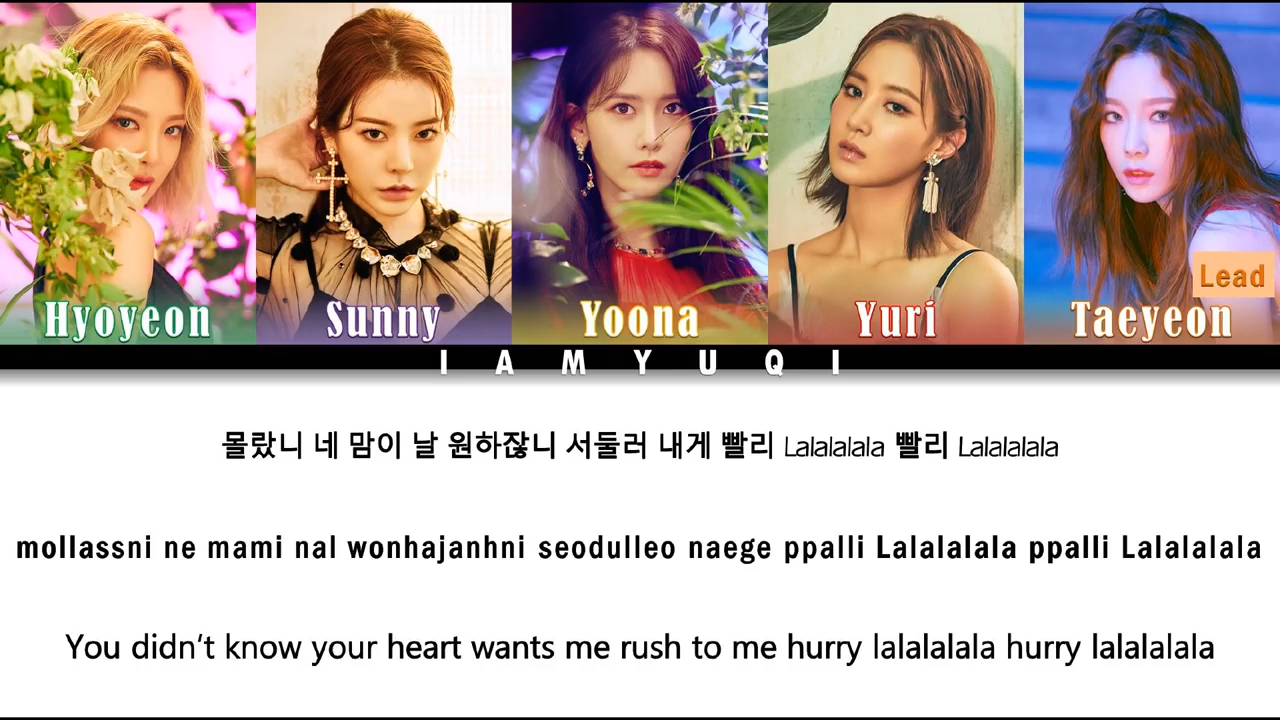 Lead
Hyoyeon Sunny Yoona Yuri Taeyeon
I AM YUQI
몰랐니 네 맘이 날 원하잖니 서둘러 내게 빨리 Lalalalala 빨리 Lalalalala
mollassni ne mami nal wonhajanhni seodulleo naege ppalli Lalalalala ppalli Lalalalala
You didn't know your heart wants me rush to me hurry lalalalala hurry lalalalala